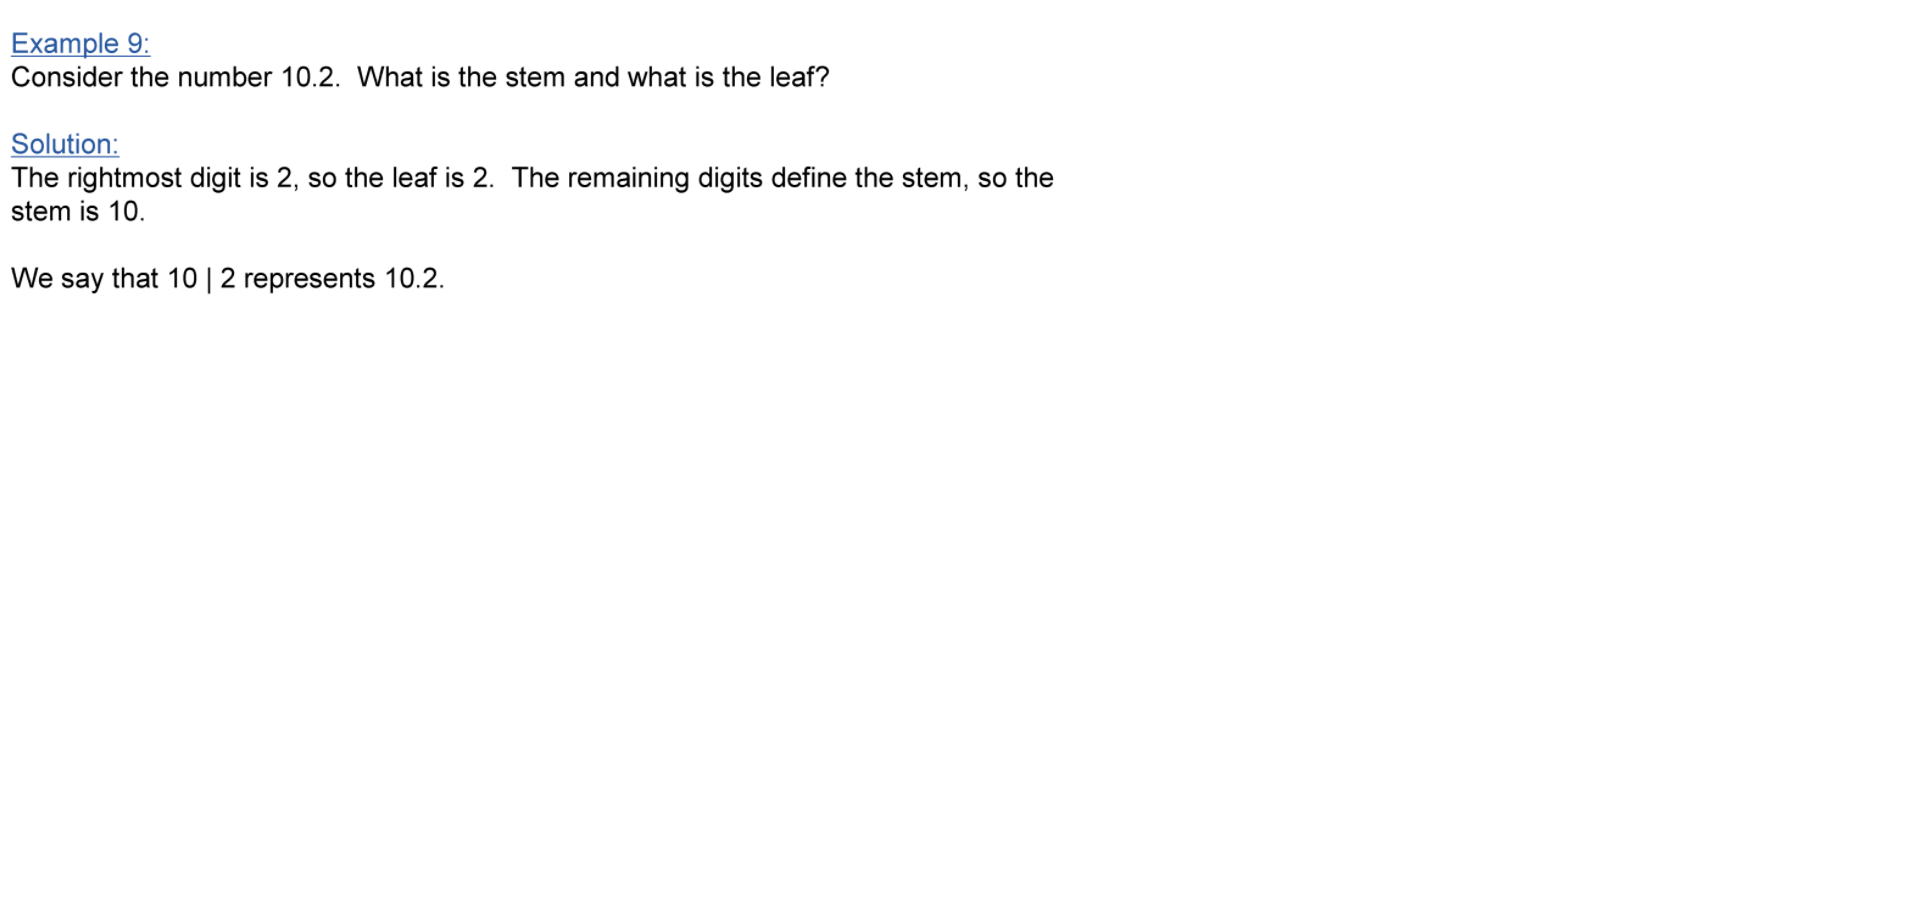 Example 9:
Consider the number 10.2.  What is the stem and what is the leaf?
Solution:
The rightmost digit is 2, so the leaf is 2.  The remaining digits define the stem, so the
stem is 10.
We say that 10 | 2 represents 10.2.